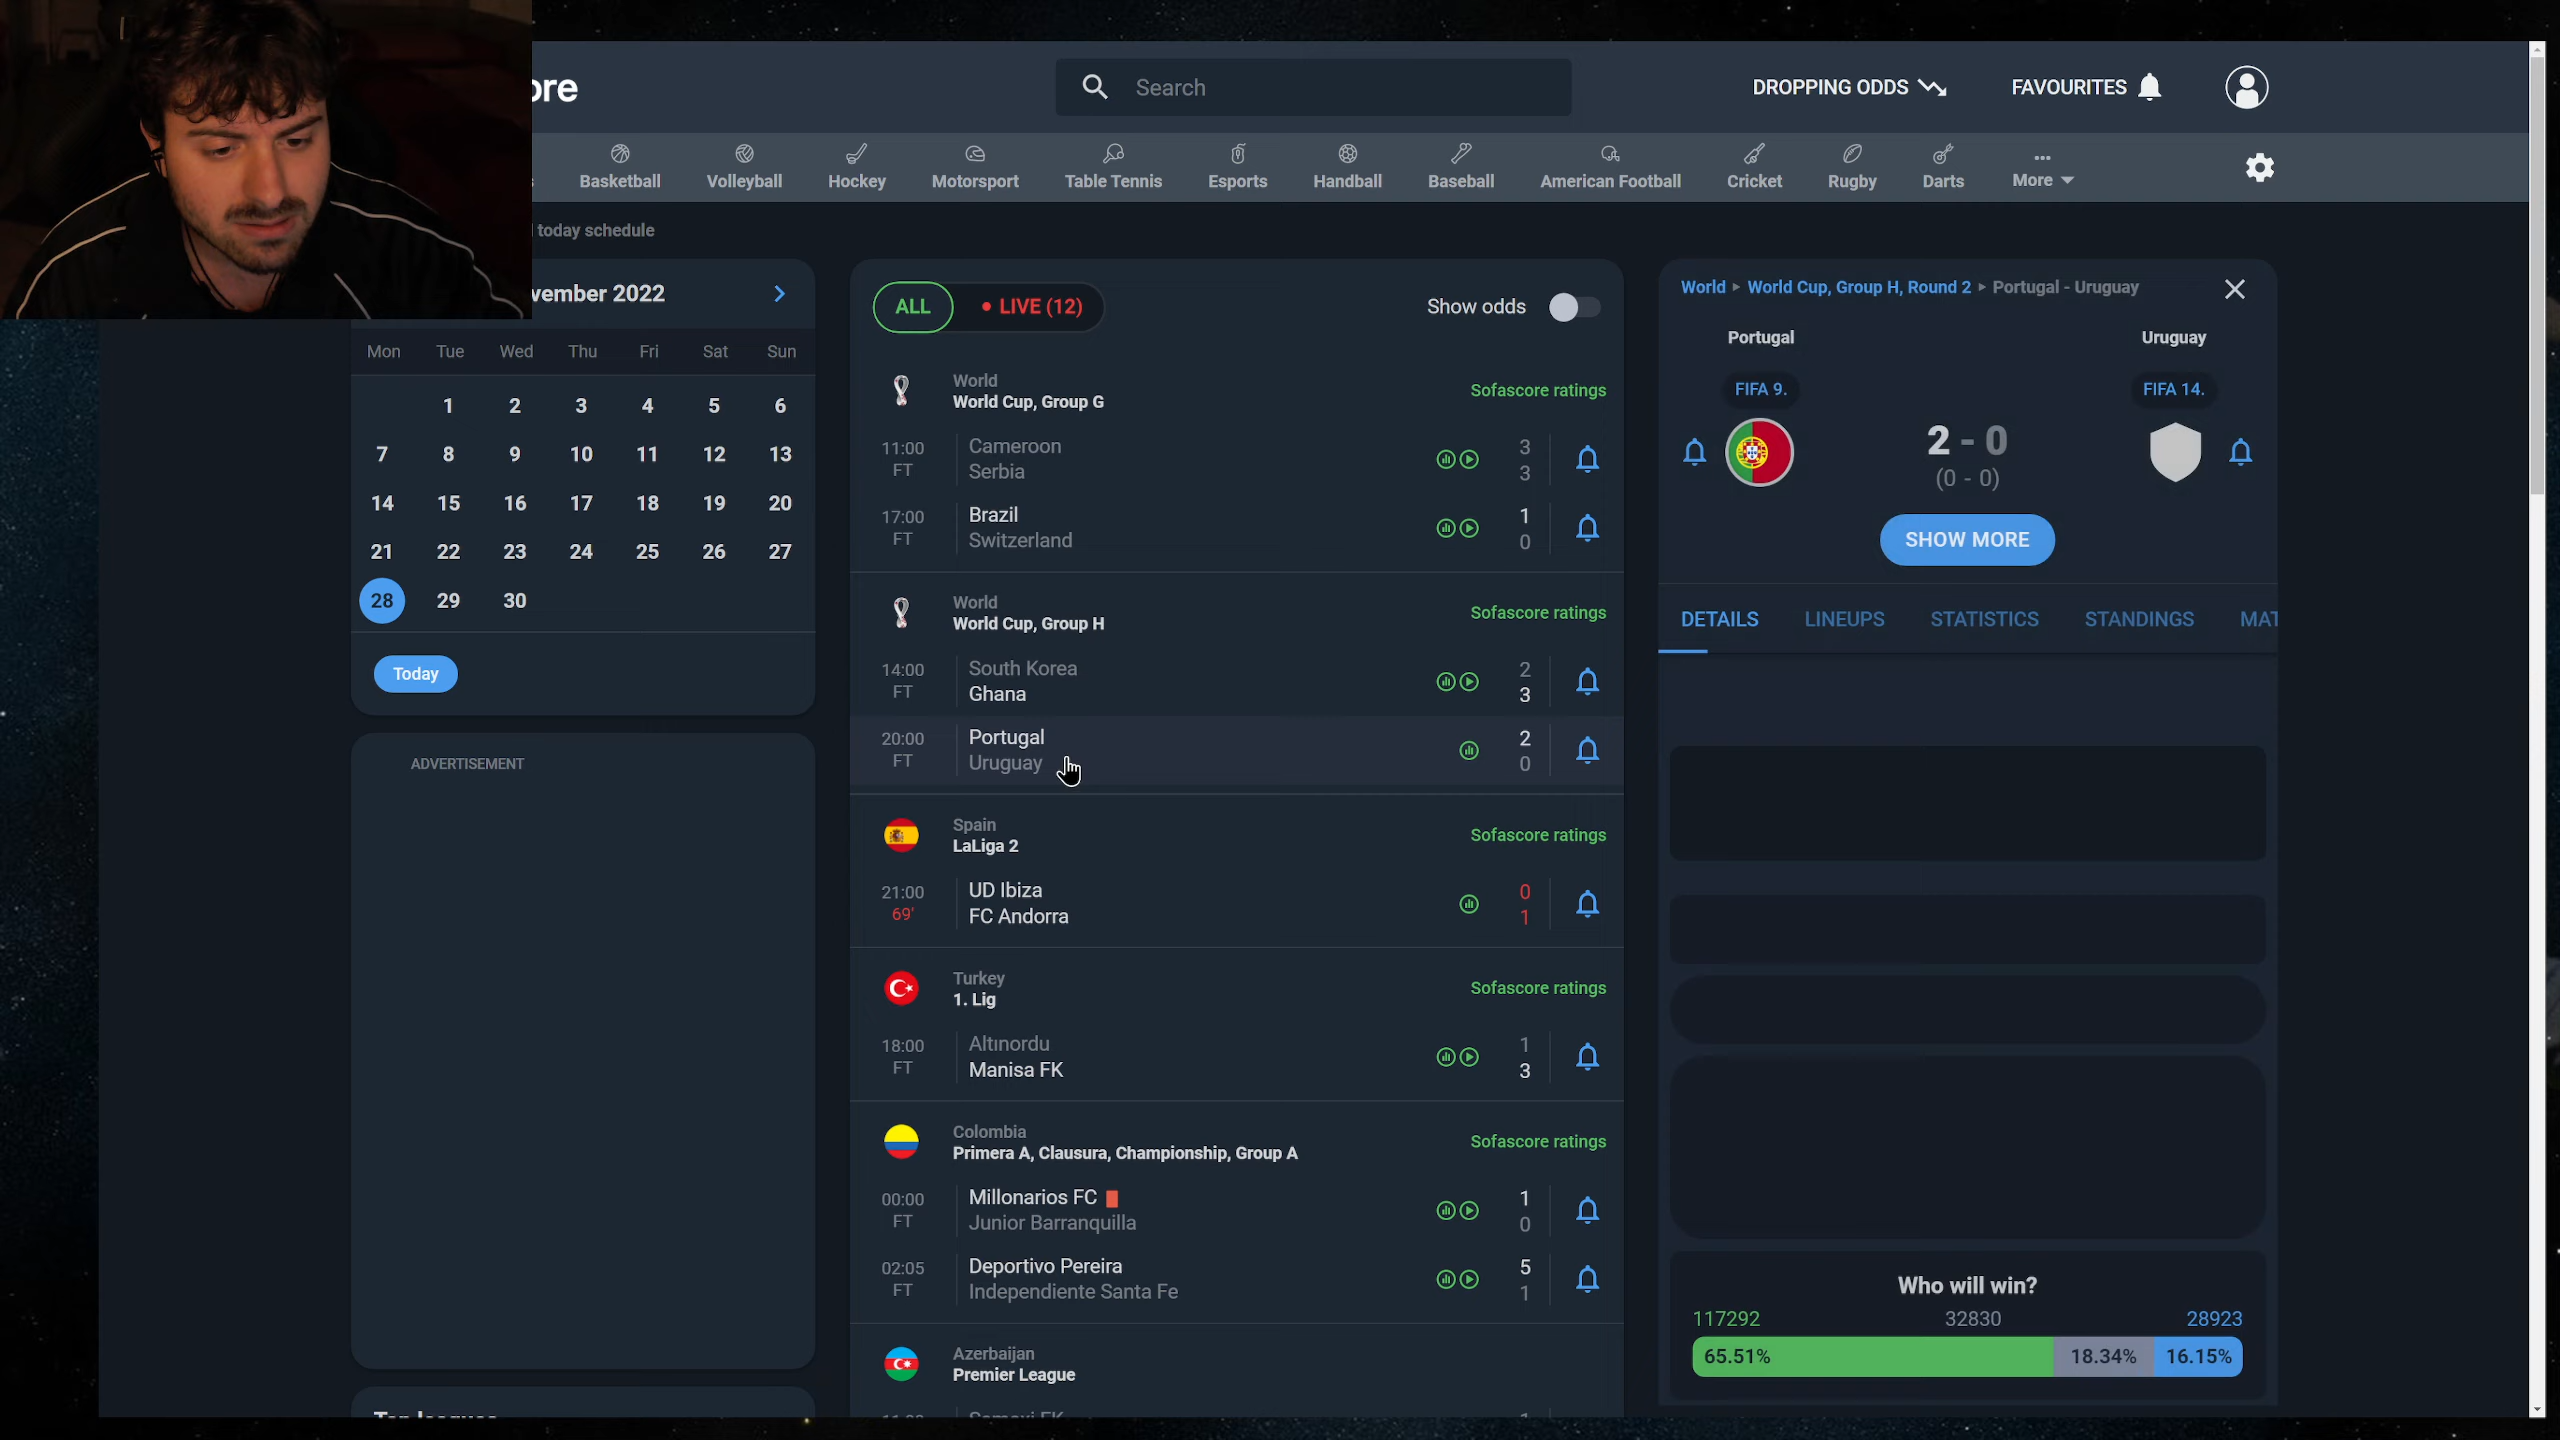 ore
Search
DROPPING ODDS
FAVOURITES
Basketball
Volleyball
Hockey
Motorsport
Table Tennis
Esports
Handball
Baseball
American Football
Cricket
Rugby
Darts
More
today schedule
vember 2022
Mon Tue Wed Thu Fri Sat Sun
1 2 3 4 5 6
7 8 9 10 11 12 13
14 15 16 17 18 19 20
21 22 23 24 25 26 27
28 29 30
Today
ADVERTISEMENT
ALL
LIVE (12)
Show odds
World
World Cup, Group G
Sofascore ratings
11:00 Cameroon 3
FT Serbia 3
17:00 Brazil 1
FT Switzerland 0
World
World Cup, Group H
Sofascore ratings
14:00 South Korea 2
FT Ghana 3
20:00 Portugal 2
FT Uruguay 0
Spain
LaLiga 2
Sofascore ratings
21:00 UD Ibiza 0
69' FC Andorra 1
Turkey
1. Lig
Sofascore ratings
18:00 Altınordu 1
FT Manisa FK 3
Colombia
Primera A, Clausura, Championship, Group A
Sofascore ratings
00:00 Millonarios FC 1
FT Junior Barranquilla 0
02:05 Deportivo Pereira 5
FT Independiente Santa Fe 1
Azerbaijan
Premier League
World World Cup, Group H, Round 2 Portugal - Uruguay
Portugal
Uruguay
FIFA 9.
FIFA 14.
2 - 0
(0 - 0)
SHOW MORE
DETAILS LINEUPS STATISTICS STANDINGS MAT
Who will win?
117292 32830 28923
65.51% 18.34% 16.15%